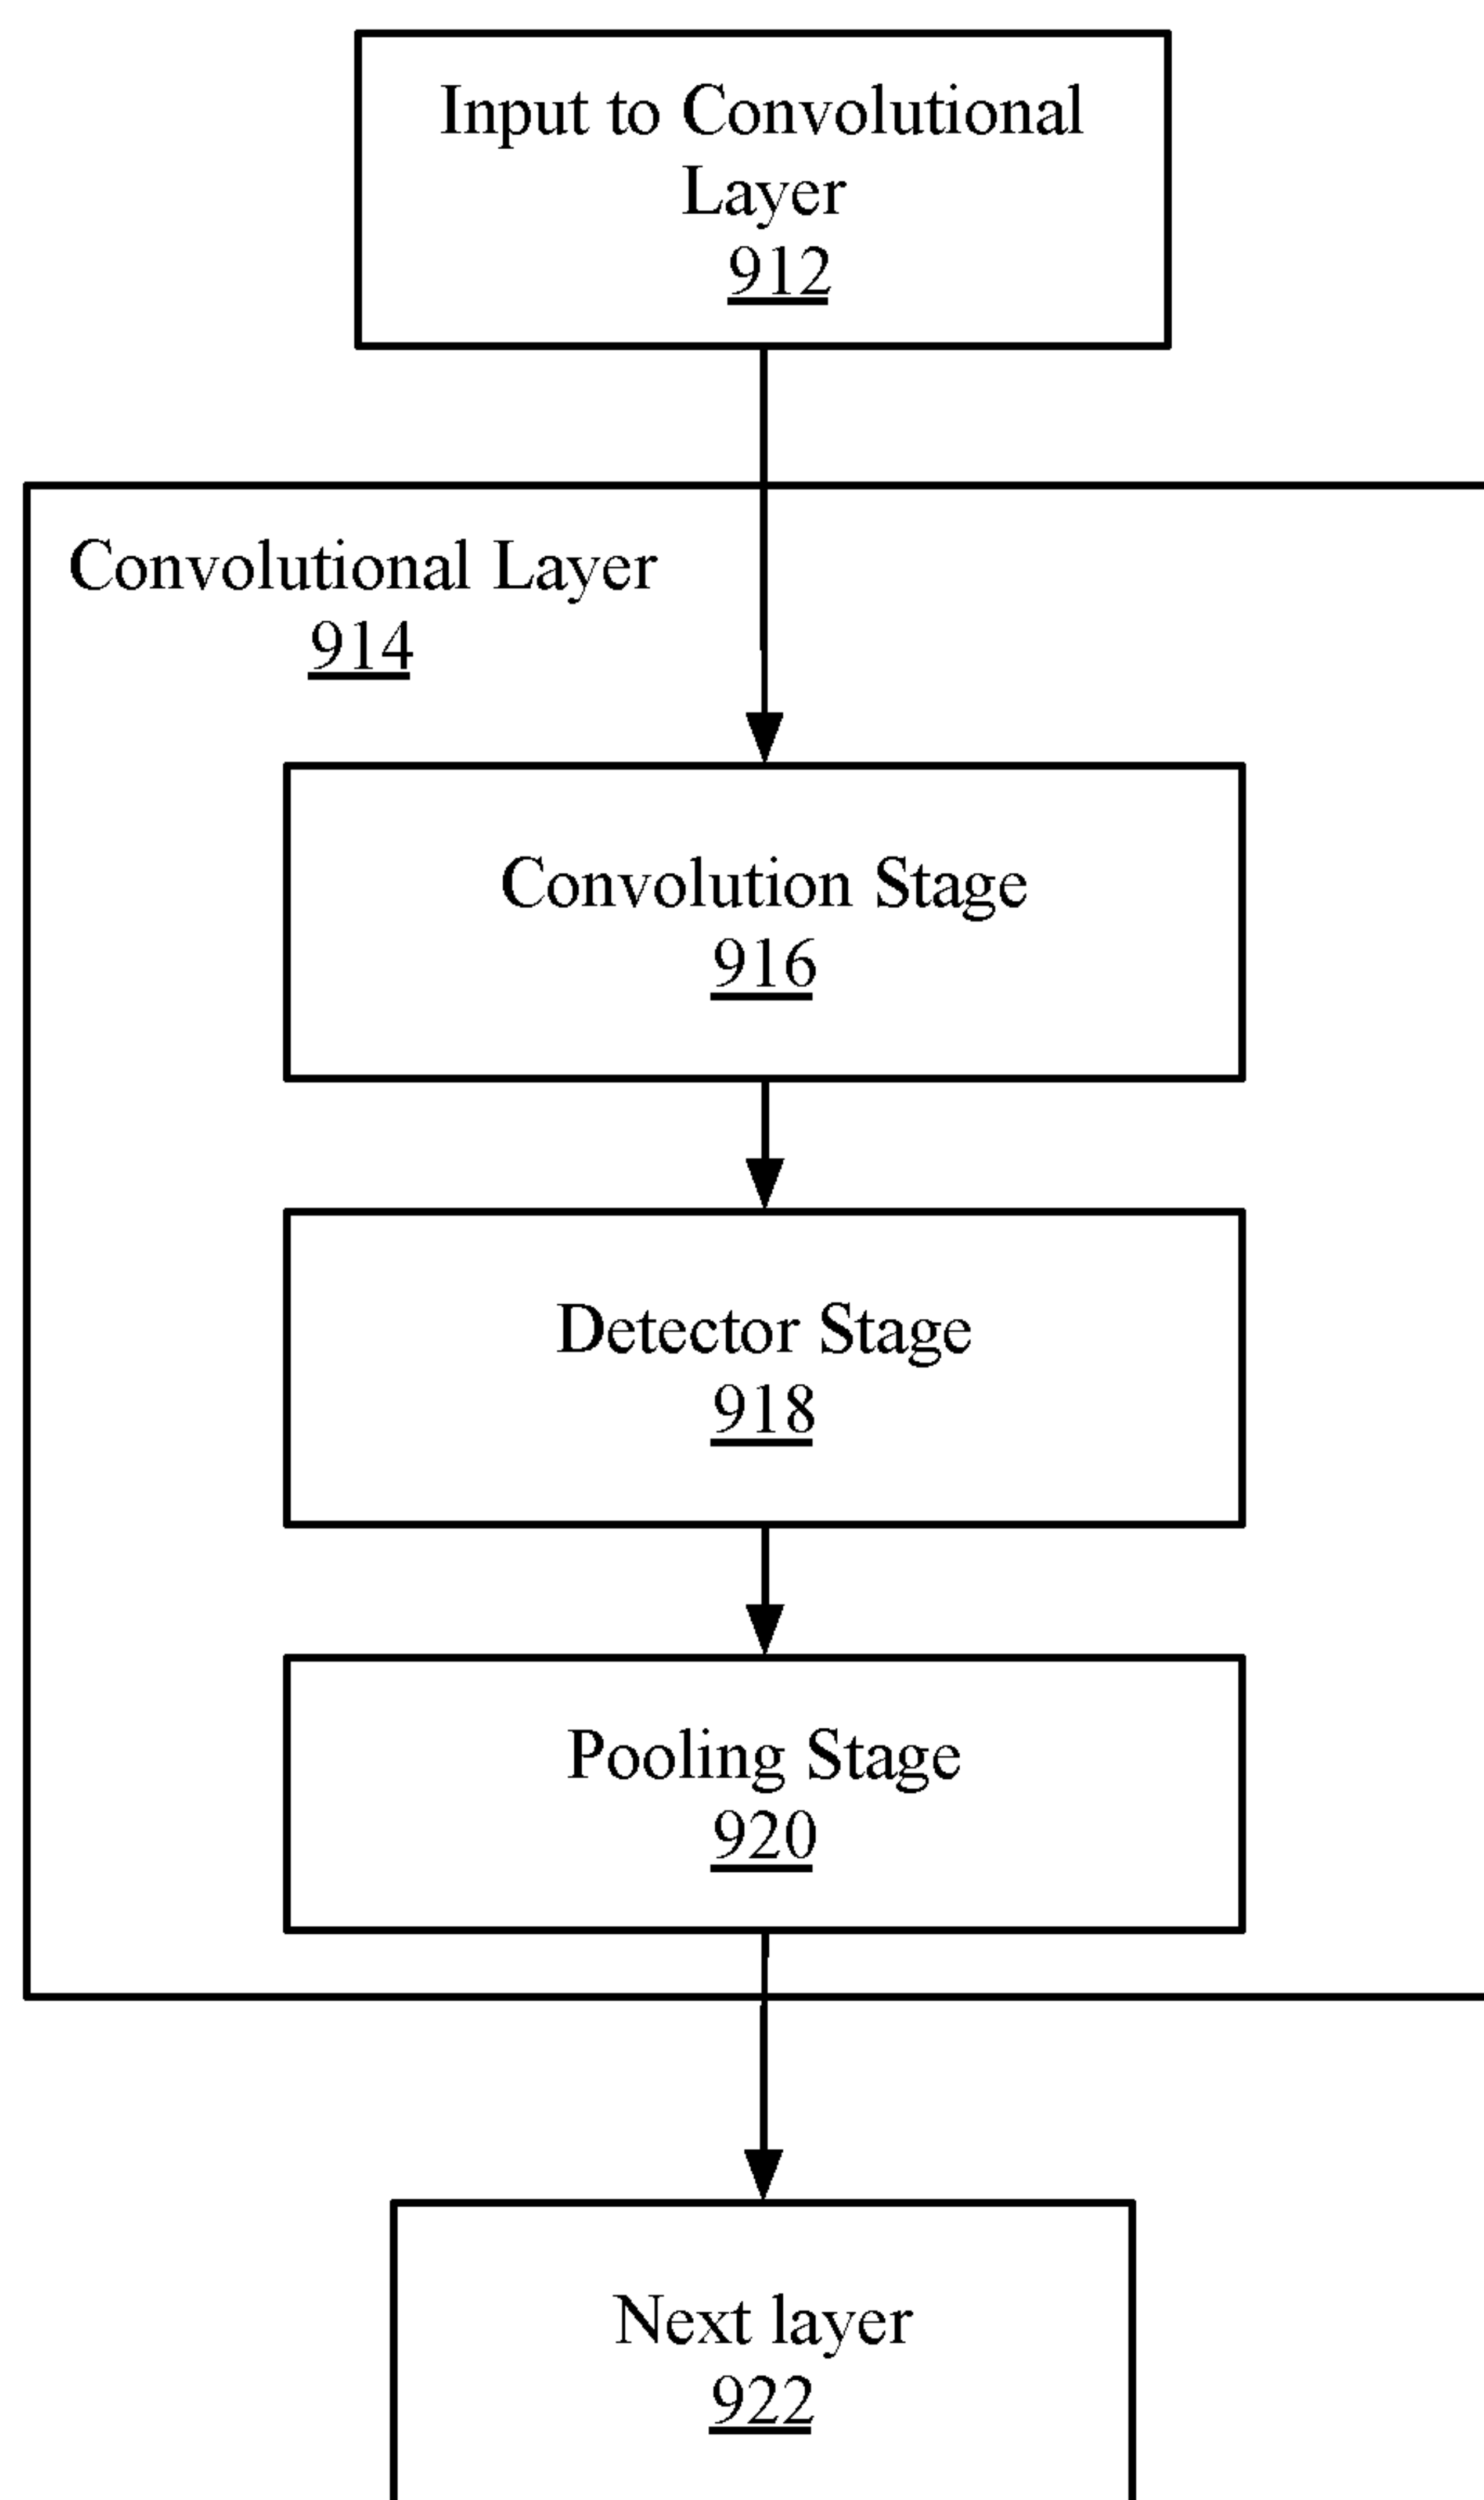 Input to Convolutional
Layer
912
Convolutional Layer
914
Convolution Stage
916
Detector Stage
918
Pooling Stage
920
Next layer
922